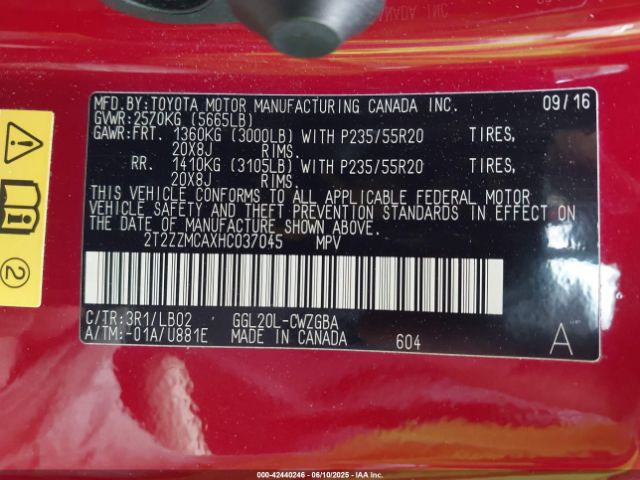 MFD.BY:TOYOTA MOTOR MANUFACTURING CANADA INC. 09/16
GVWR:2570KG (5665LB)
GAWR:FRT. 1360KG (3000LB) WITH P235/55R20 TIRES,
20X8J RIMS.
RR. 1410KG (3105LB) WITH P235/55R20 TIRES,
20X8J RIMS.
THIS VEHICLE CONFORMS TO ALL APPLICABLE FEDERAL MOTOR
VEHICLE SAFETY AND THEFT PREVENTION STANDARDS IN EFFECT ON
THE DATE OF MANUFACTURE SHOWN ABOVE.
2T2ZZMCAXHC037045 MPV
C/TR:3R1/LB02 GGL20L-CWZGBA
A/TM:-01A/U881E MADE IN CANADA 604 A
2
000-42440246 - 06/10/2025 - IAA Inc.